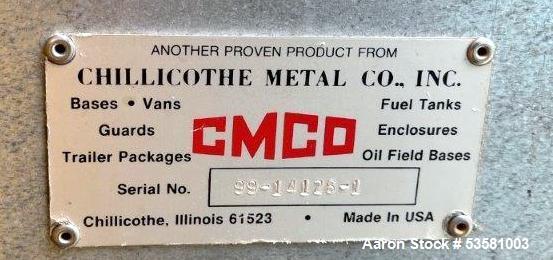 ANOTHER PROVEN PRODUCT FROM
CHILLICOTHE METAL CO., INC.
Bases • Vans
Fuel Tanks
Guards
CMCO
Enclosures
Trailer Packages
Oil Field Bases
Serial No. 99-14126-1
Chillicothe, Illinois 61523 • Made In USA
Aaron Stock # 53581003